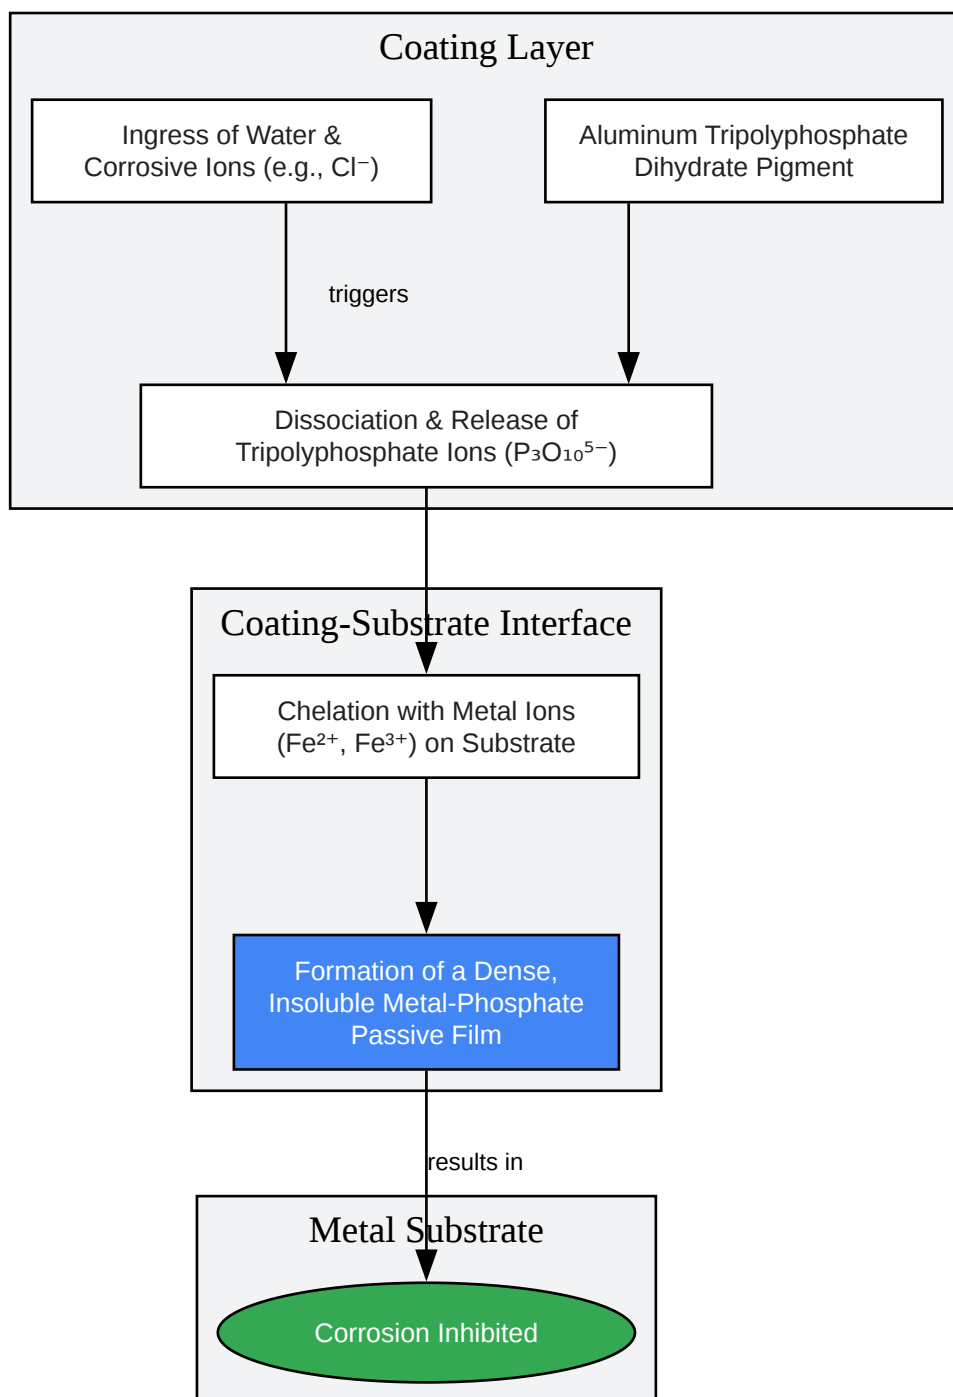 Coating Layer
Ingress of Water &
Corrosive Ions (e.g., Cl⁻)
Aluminum Tripolyphosphate
Dihydrate Pigment
triggers
Dissociation & Release of
Tripolyphosphate Ions (P₃O₁₀⁵⁻)
Coating-Substrate Interface
Chelation with Metal Ions
(Fe²⁺, Fe³⁺) on Substrate
Formation of a Dense,
Insoluble Metal-Phosphate
Passive Film
results in
Metal Substrate
Corrosion Inhibited